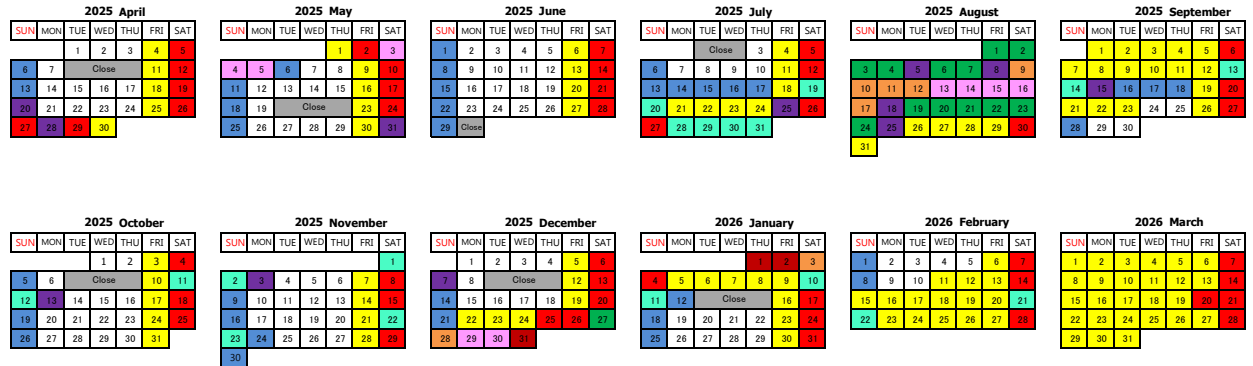 2025 April
SUN MON TUE WED THU FRI SAT
1 2 3 4 5
6 7 Close 11 12
13 14 15 16 17 18 19
20 21 22 23 24 25 26
27 28 29 30
2025 May
SUN MON TUE WED THU FRI SAT
1 2 3
4 5 6 7 8 9 10
11 12 13 14 15 16 17
18 19 Close 23 24
25 26 27 28 29 30 31
2025 June
SUN MON TUE WED THU FRI SAT
1 2 3 4 5 6 7
8 9 10 11 12 13 14
15 16 17 18 19 20 21
22 23 24 25 26 27 28
29 Close
2025 July
SUN MON TUE WED THU FRI SAT
Close 3 4 5
6 7 8 9 10 11 12
13 14 15 16 17 18 19
20 21 22 23 24 25 26
27 28 29 30 31
2025 August
SUN MON TUE WED THU FRI SAT
1 2
3 4 5 6 7 8 9
10 11 12 13 14 15 16
17 18 19 20 21 22 23
24 25 26 27 28 29 30
31
2025 September
SUN MON TUE WED THU FRI SAT
1 2 3 4 5 6
7 8 9 10 11 12 13
14 15 16 17 18 19 20
21 22 23 24 25 26 27
28 29 30
2025 October
SUN MON TUE WED THU FRI SAT
1 2 3 4
5 6 Close 10 11
12 13 14 15 16 17 18
19 20 21 22 23 24 25
26 27 28 29 30 31
2025 November
SUN MON TUE WED THU FRI SAT
1
2 3 4 5 6 7 8
9 10 11 12 13 14 15
16 17 18 19 20 21 22
23 24 25 26 27 28 29
30
2025 December
SUN MON TUE WED THU FRI SAT
1 2 3 4 5 6
7 8 Close 12 13
14 15 16 17 18 19 20
21 22 23 24 25 26 27
28 29 30 31
2026 January
SUN MON TUE WED THU FRI SAT
1 2 3
4 5 6 7 8 9 10
11 12 Close 16 17
18 19 20 21 22 23 24
25 26 27 28 29 30 31
2026 February
SUN MON TUE WED THU FRI SAT
1 2 3 4 5 6 7
8 9 10 11 12 13 14
15 16 17 18 19 20 21
22 23 24 25 26 27 28
2026 March
SUN MON TUE WED THU FRI SAT
1 2 3 4 5 6 7
8 9 10 11 12 13 14
15 16 17 18 19 20 21
22 23 24 25 26 27 28
29 30 31